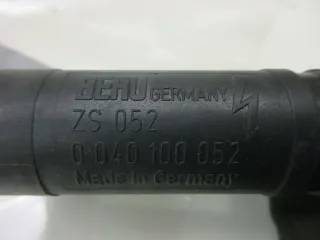 BERU GERMANY
ZS 052
0 040 100 052
Made in Germany